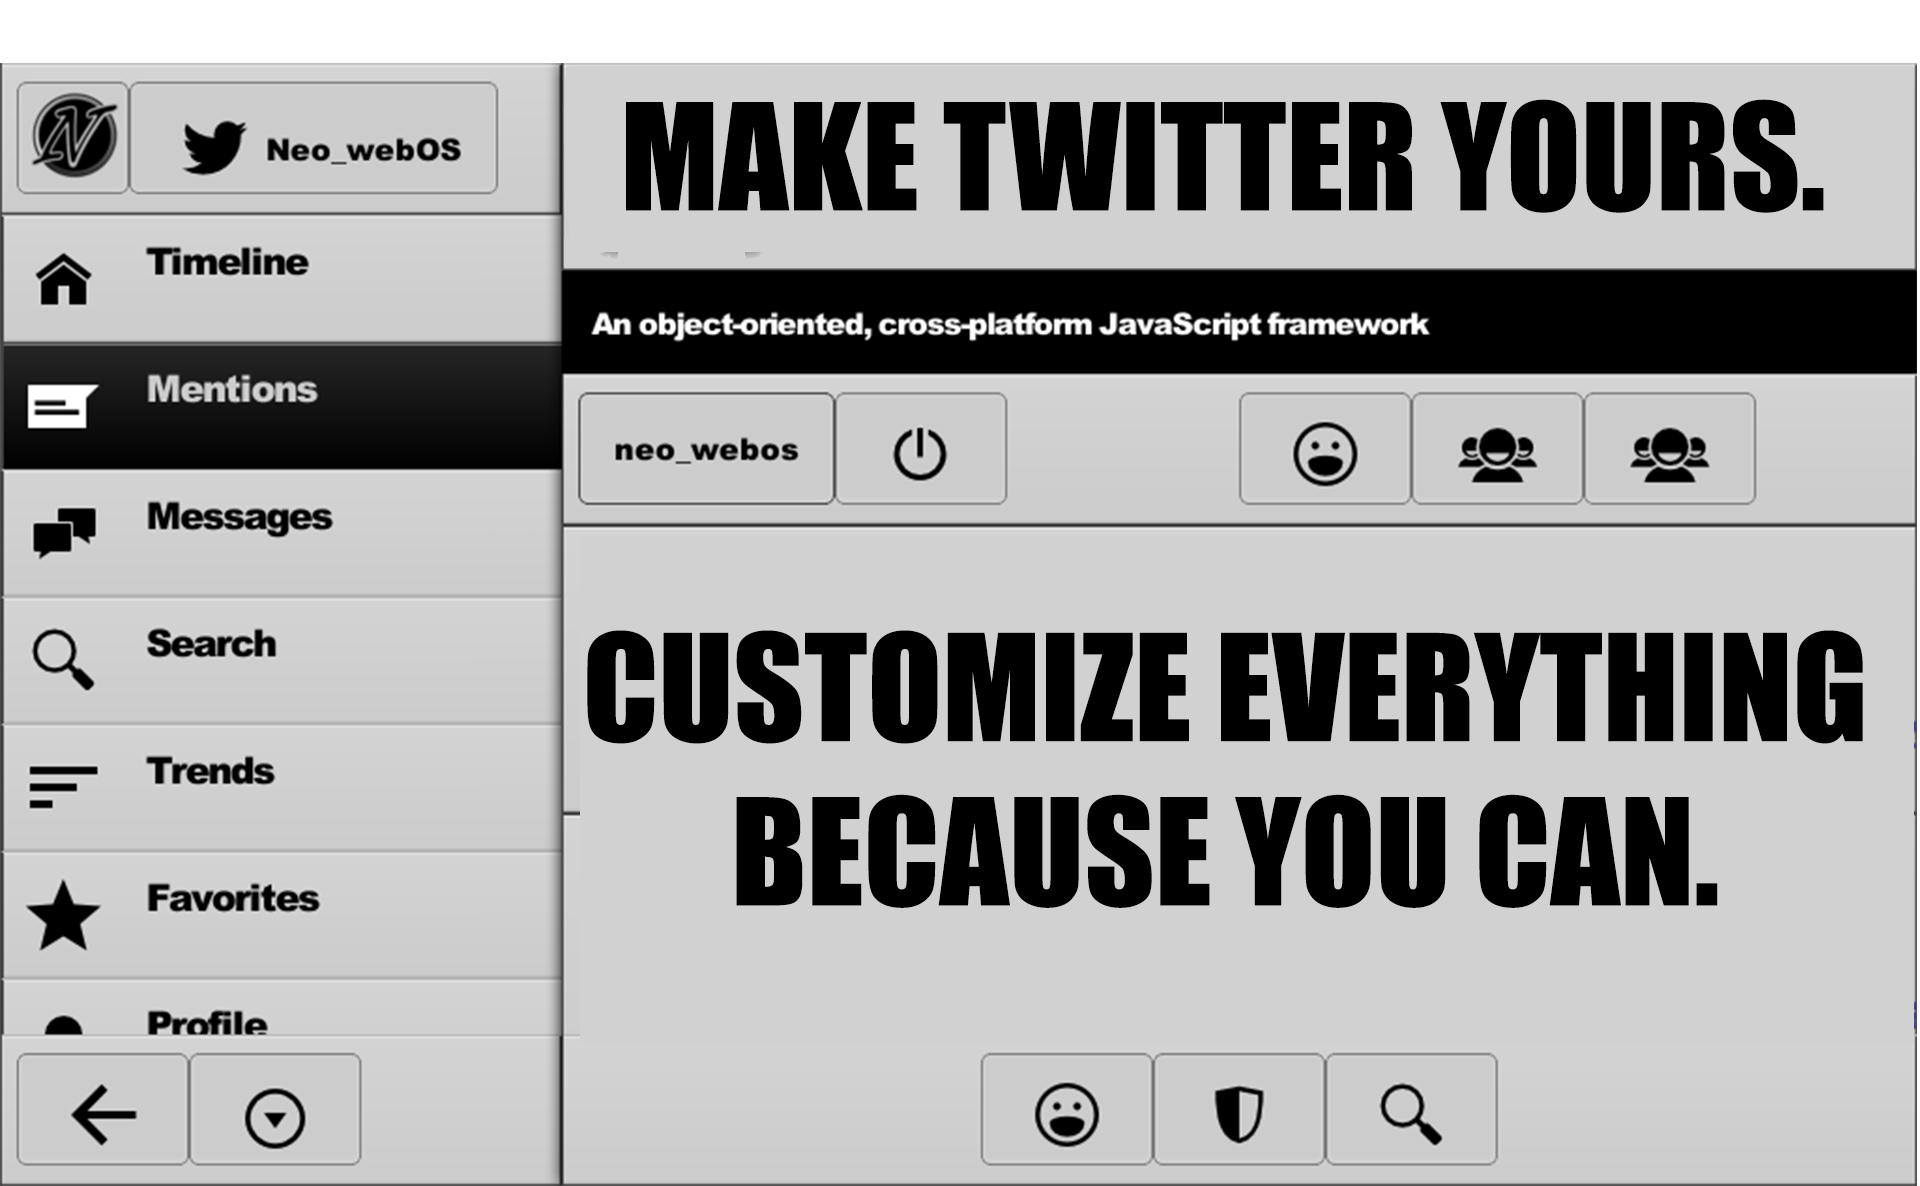 Neo_webOS
Timeline
Mentions
Messages
Search
Trends
Favorites
Profile
MAKE TWITTER YOURS.
An object-oriented, cross-platform JavaScript framework
neo_webos
CUSTOMIZE EVERYTHING
BECAUSE YOU CAN.